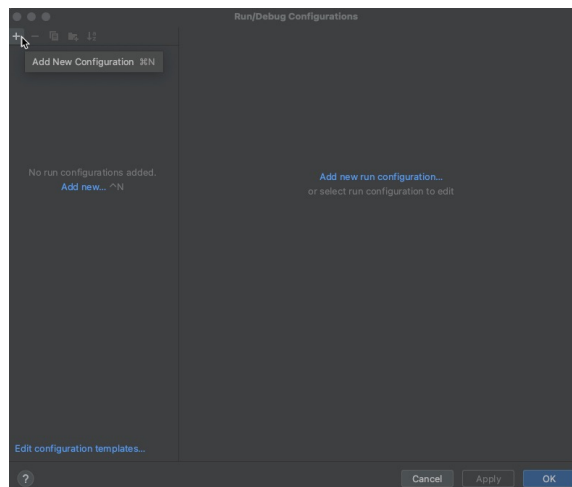 Run/Debug Configurations
Add New Configuration ⌘N
No run configurations added.
Add new... ^N
Add new run configuration...
or select run configuration to edit
Edit configuration templates...
?
Cancel
Apply
OK